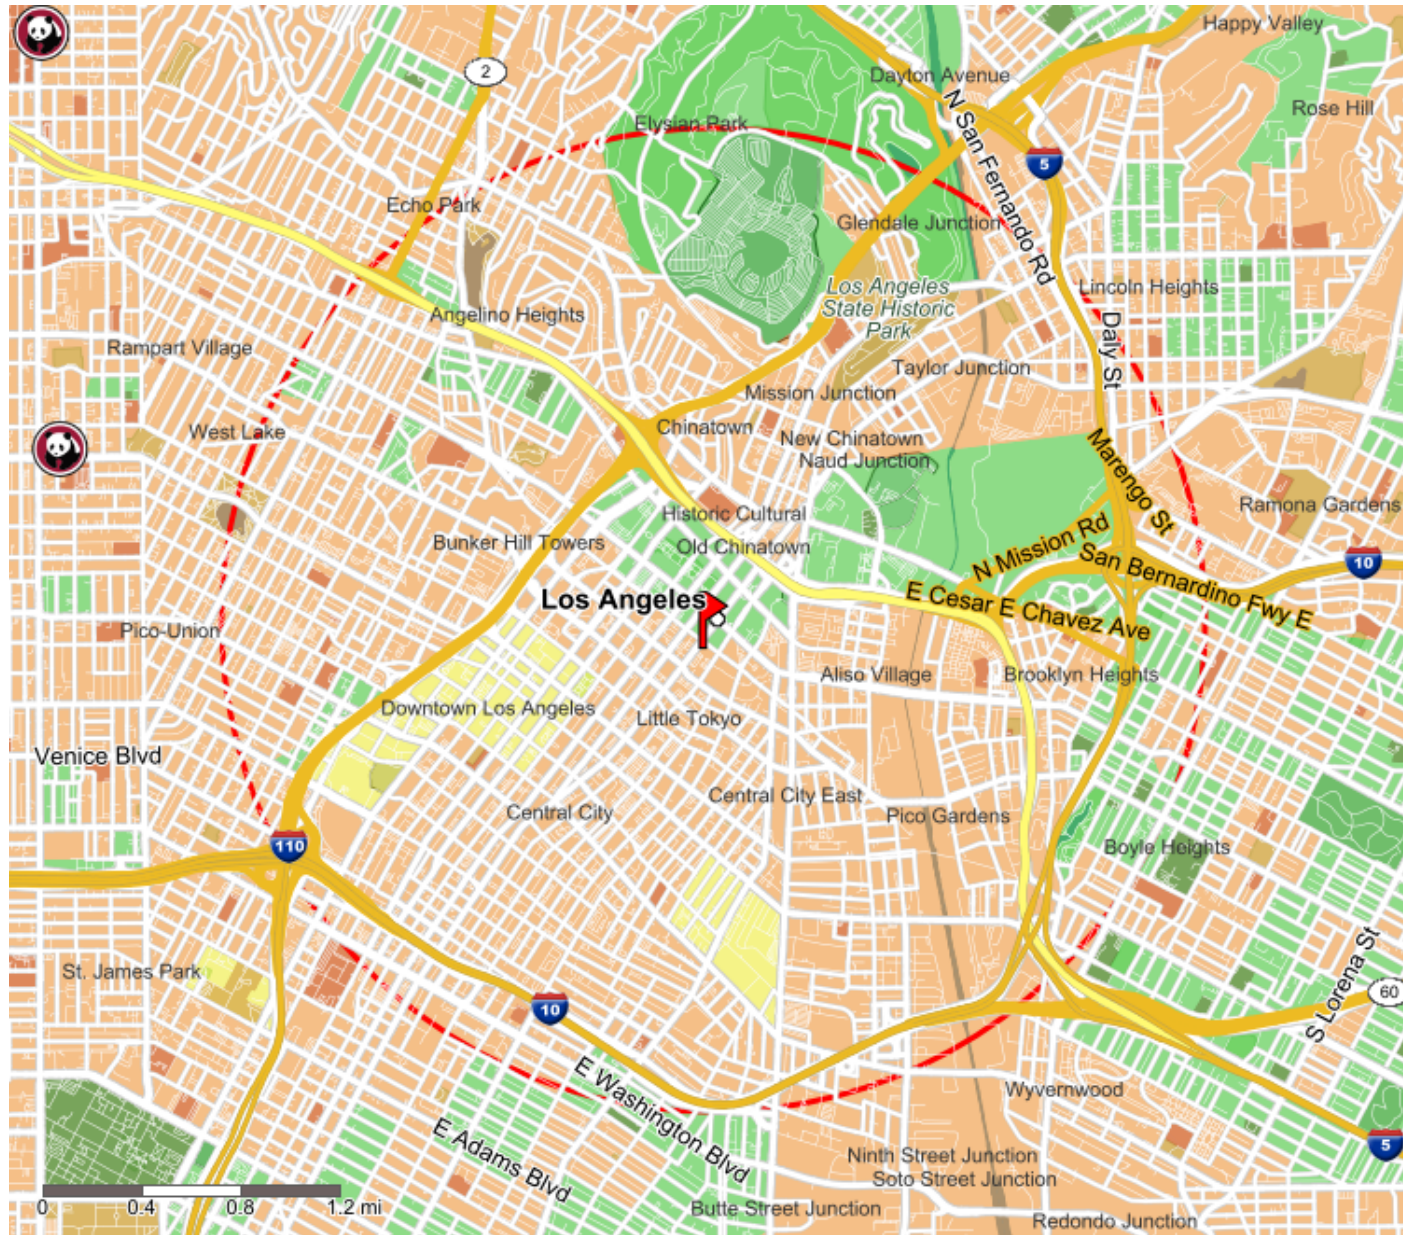 Happy Valley
Dayton Avenue
2
Rose Hill
Elysian Park
N San Fernando Rd
5
Echo Park
Glendale Junction
Los Angeles
State Historic
Park
Lincoln Heights
Angelino Heights
Daly St
Rampart Village
Taylor Junction
Mission Junction
West Lake
Chinatown
New Chinatown
Naud Junction
Marengo St
Ramona Gardens
Historic Cultural
Bunker Hill Towers
Old Chinatown
N Mission Rd
San Bernardino Fwy E
10
Los Angeles
E Cesar E Chavez Ave
Pico-Union
Aliso Village
Brooklyn Heights
Downtown Los Angeles
Little Tokyo
Venice Blvd
Central City East
Central City
Pico Gardens
110
Boyle Heights
St. James Park
S Lorena St
60
10
E Washington Blvd
Wyvernwood
E Adams Blvd
5
Ninth Street Junction
Soto Street Junction
0 0.4 0.8 1.2 mi
Butte Street Junction
Redondo Junction